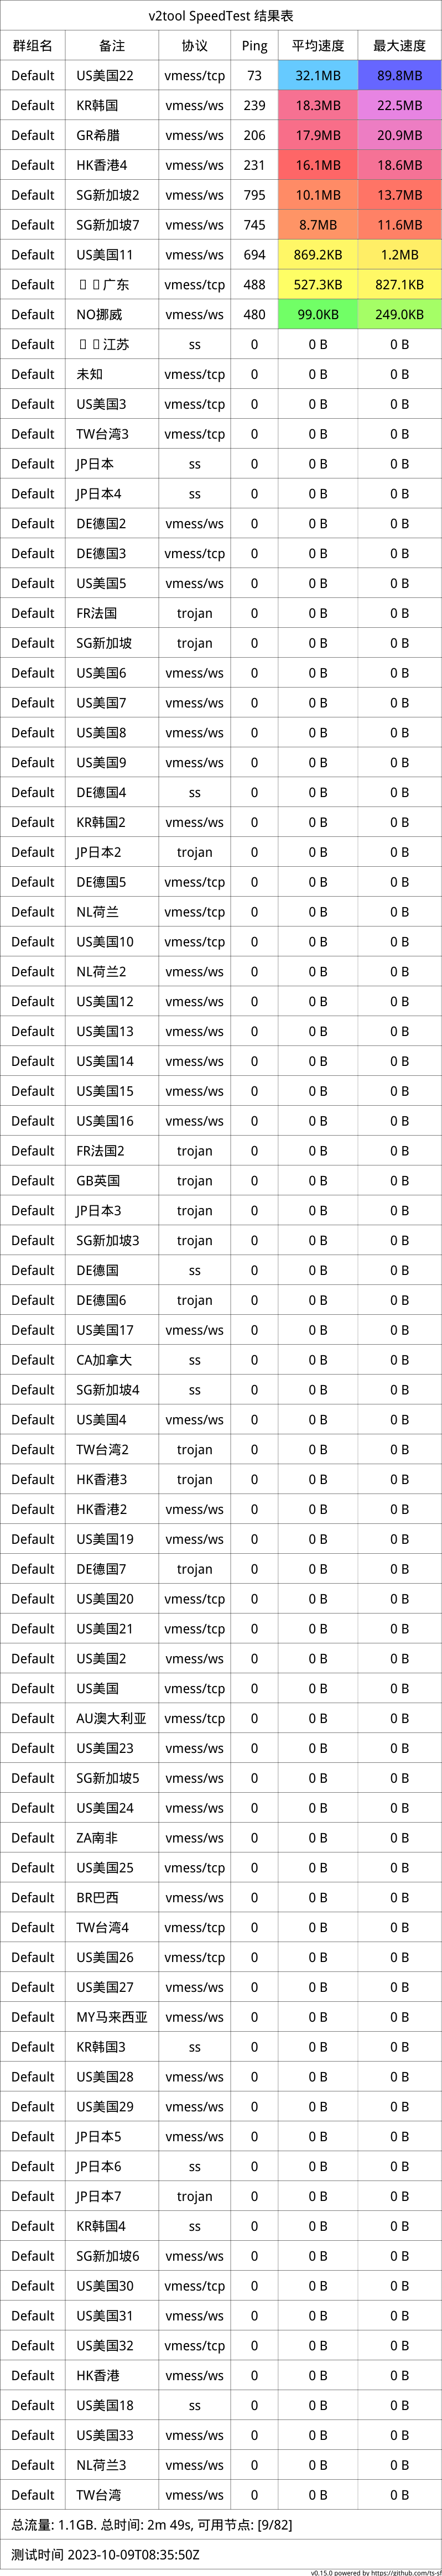 v2tool SpeedTest 结果表
群组名 备注 协议 Ping 平均速度 最大速度
Default US美国22 vmess/tcp 73 32.1MB 89.8MB
Default KR韩国 vmess/ws 239 18.3MB 22.5MB
Default GR希腊 vmess/ws 206 17.9MB 20.9MB
Default HK香港4 vmess/ws 231 16.1MB 18.6MB
Default SG新加坡2 vmess/ws 795 10.1MB 13.7MB
Default SG新加坡7 vmess/ws 745 8.7MB 11.6MB
Default US美国11 vmess/ws 694 869.2KB 1.2MB
Default 广东 vmess/tcp 488 527.3KB 827.1KB
Default NO挪威 vmess/ws 480 99.0KB 249.0KB
Default 江苏 ss 0 0 B 0 B
Default 未知 vmess/tcp 0 0 B 0 B
Default US美国3 vmess/tcp 0 0 B 0 B
Default TW台湾3 vmess/tcp 0 0 B 0 B
Default JP日本 ss 0 0 B 0 B
Default JP日本4 ss 0 0 B 0 B
Default DE德国2 vmess/ws 0 0 B 0 B
Default DE德国3 vmess/tcp 0 0 B 0 B
Default US美国5 vmess/ws 0 0 B 0 B
Default FR法国 trojan 0 0 B 0 B
Default SG新加坡 trojan 0 0 B 0 B
Default US美国6 vmess/ws 0 0 B 0 B
Default US美国7 vmess/ws 0 0 B 0 B
Default US美国8 vmess/ws 0 0 B 0 B
Default US美国9 vmess/ws 0 0 B 0 B
Default DE德国4 ss 0 0 B 0 B
Default KR韩国2 vmess/ws 0 0 B 0 B
Default JP日本2 trojan 0 0 B 0 B
Default DE德国5 vmess/tcp 0 0 B 0 B
Default NL荷兰 vmess/tcp 0 0 B 0 B
Default US美国10 vmess/tcp 0 0 B 0 B
Default NL荷兰2 vmess/ws 0 0 B 0 B
Default US美国12 vmess/ws 0 0 B 0 B
Default US美国13 vmess/ws 0 0 B 0 B
Default US美国14 vmess/ws 0 0 B 0 B
Default US美国15 vmess/ws 0 0 B 0 B
Default US美国16 vmess/ws 0 0 B 0 B
Default FR法国2 trojan 0 0 B 0 B
Default GB英国 trojan 0 0 B 0 B
Default JP日本3 trojan 0 0 B 0 B
Default SG新加坡3 trojan 0 0 B 0 B
Default DE德国 ss 0 0 B 0 B
Default DE德国6 trojan 0 0 B 0 B
Default US美国17 vmess/ws 0 0 B 0 B
Default CA加拿大 ss 0 0 B 0 B
Default SG新加坡4 ss 0 0 B 0 B
Default US美国4 vmess/ws 0 0 B 0 B
Default TW台湾2 trojan 0 0 B 0 B
Default HK香港3 trojan 0 0 B 0 B
Default HK香港2 vmess/ws 0 0 B 0 B
Default US美国19 vmess/ws 0 0 B 0 B
Default DE德国7 trojan 0 0 B 0 B
Default US美国20 vmess/tcp 0 0 B 0 B
Default US美国21 vmess/tcp 0 0 B 0 B
Default US美国2 vmess/ws 0 0 B 0 B
Default US美国 vmess/tcp 0 0 B 0 B
Default AU澳大利亚 vmess/tcp 0 0 B 0 B
Default US美国23 vmess/ws 0 0 B 0 B
Default SG新加坡5 vmess/ws 0 0 B 0 B
Default US美国24 vmess/ws 0 0 B 0 B
Default ZA南非 vmess/ws 0 0 B 0 B
Default US美国25 vmess/tcp 0 0 B 0 B
Default BR巴西 vmess/ws 0 0 B 0 B
Default TW台湾4 vmess/tcp 0 0 B 0 B
Default US美国26 vmess/tcp 0 0 B 0 B
Default US美国27 vmess/ws 0 0 B 0 B
Default MY马来西亚 vmess/ws 0 0 B 0 B
Default KR韩国3 ss 0 0 B 0 B
Default US美国28 vmess/ws 0 0 B 0 B
Default US美国29 vmess/ws 0 0 B 0 B
Default JP日本5 vmess/ws 0 0 B 0 B
Default JP日本6 ss 0 0 B 0 B
Default JP日本7 trojan 0 0 B 0 B
Default KR韩国4 ss 0 0 B 0 B
Default SG新加坡6 vmess/ws 0 0 B 0 B
Default US美国30 vmess/tcp 0 0 B 0 B
Default US美国31 vmess/ws 0 0 B 0 B
Default US美国32 vmess/tcp 0 0 B 0 B
Default HK香港 vmess/ws 0 0 B 0 B
Default US美国18 ss 0 0 B 0 B
Default US美国33 vmess/ws 0 0 B 0 B
Default NL荷兰3 vmess/ws 0 0 B 0 B
Default TW台湾 vmess/ws 0 0 B 0 B
总流量: 1.1GB. 总时间: 2m 49s, 可用节点: [9/82]
测试时间 2023-10-09T08:35:50Z
v0.15.0 powered by https://github.com/ts-sf